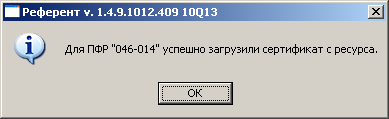 Референт v. 1.4.9.1012.409 10Q13
Для ПФР "046-014" успешно загрузили сертификат с ресурса.
OK